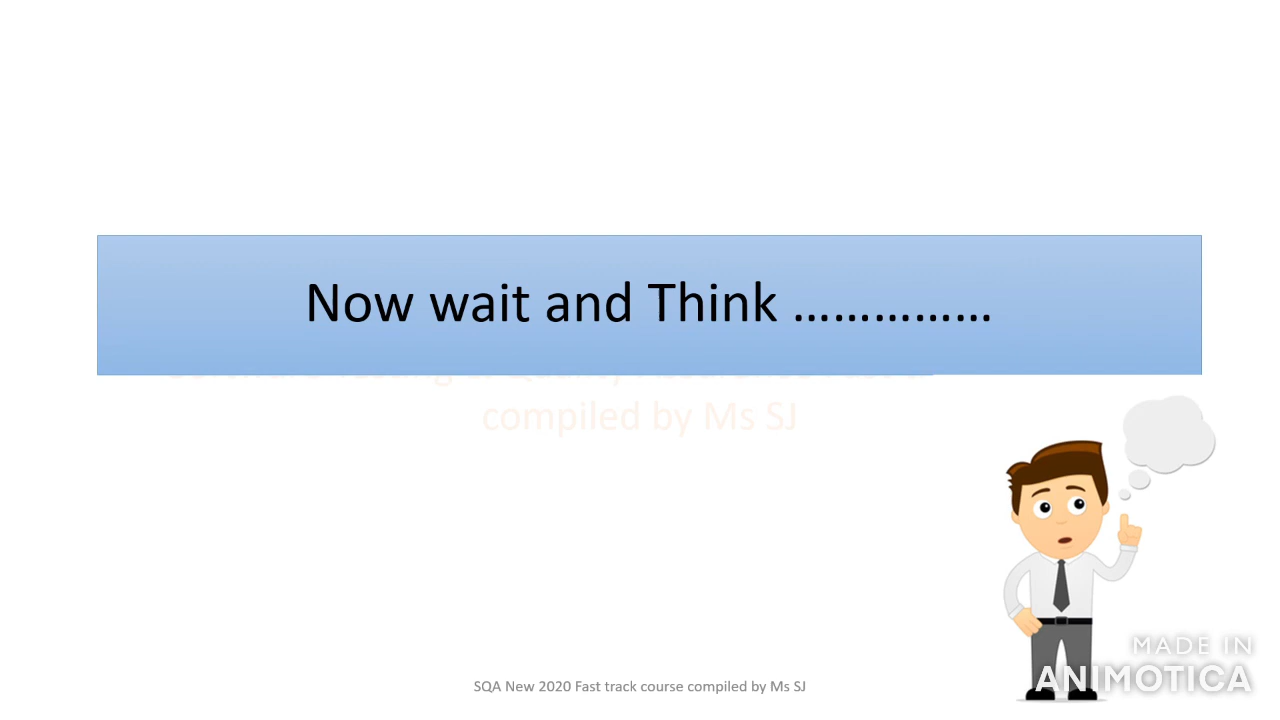 Now wait and Think ……………
compiled by Ms SJ
SQA New 2020 Fast track course compiled by Ms SJ
MADE IN
ANIMOTICA